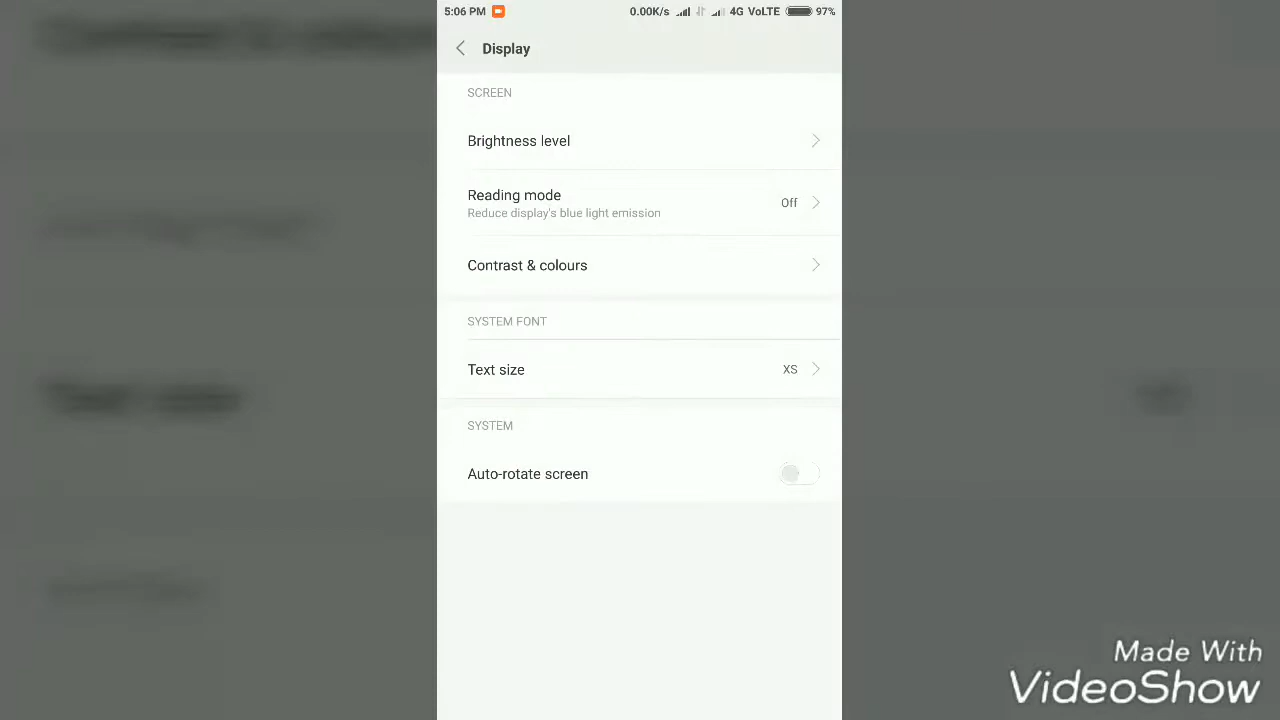 5:06 PM 0.00K/s 4G VoLTE 97%
Display
SCREEN
Brightness level
Reading mode Off
Reduce display's blue light emission
Contrast & colours
SYSTEM FONT
Text size XS
SYSTEM
Auto-rotate screen
Made With
VideoShow